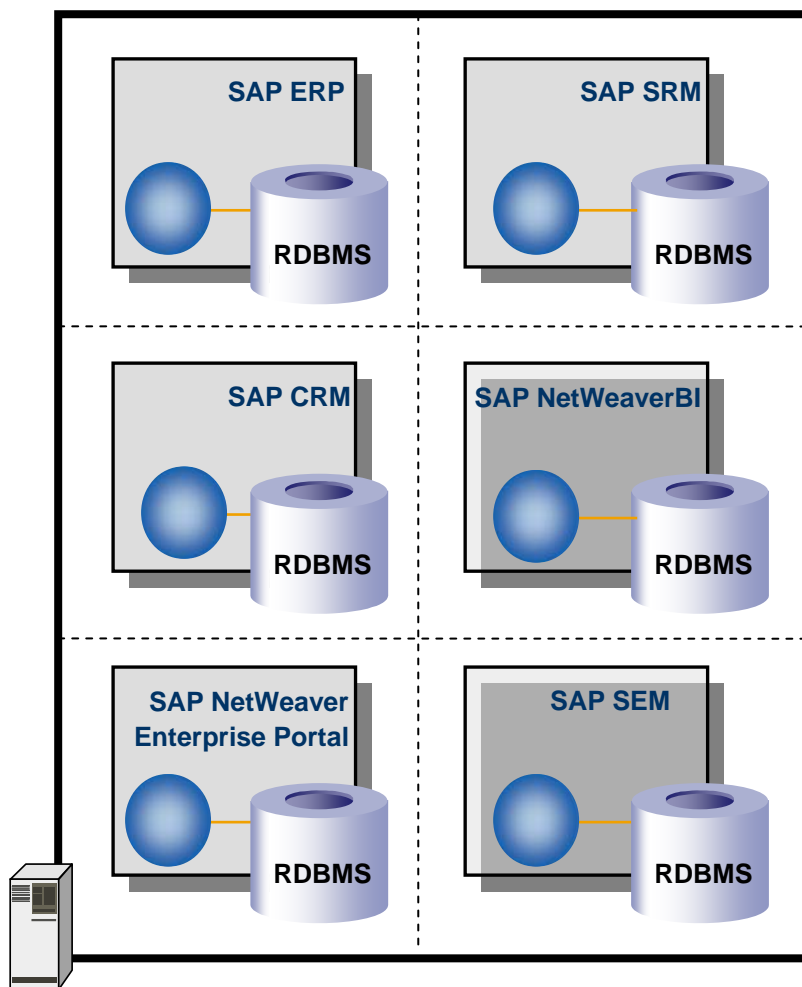 SAP ERP
RDBMS
SAP SRM
RDBMS
SAP CRM
RDBMS
SAP NetWeaverBI
RDBMS
SAP NetWeaver
Enterprise Portal
RDBMS
SAP SEM
RDBMS